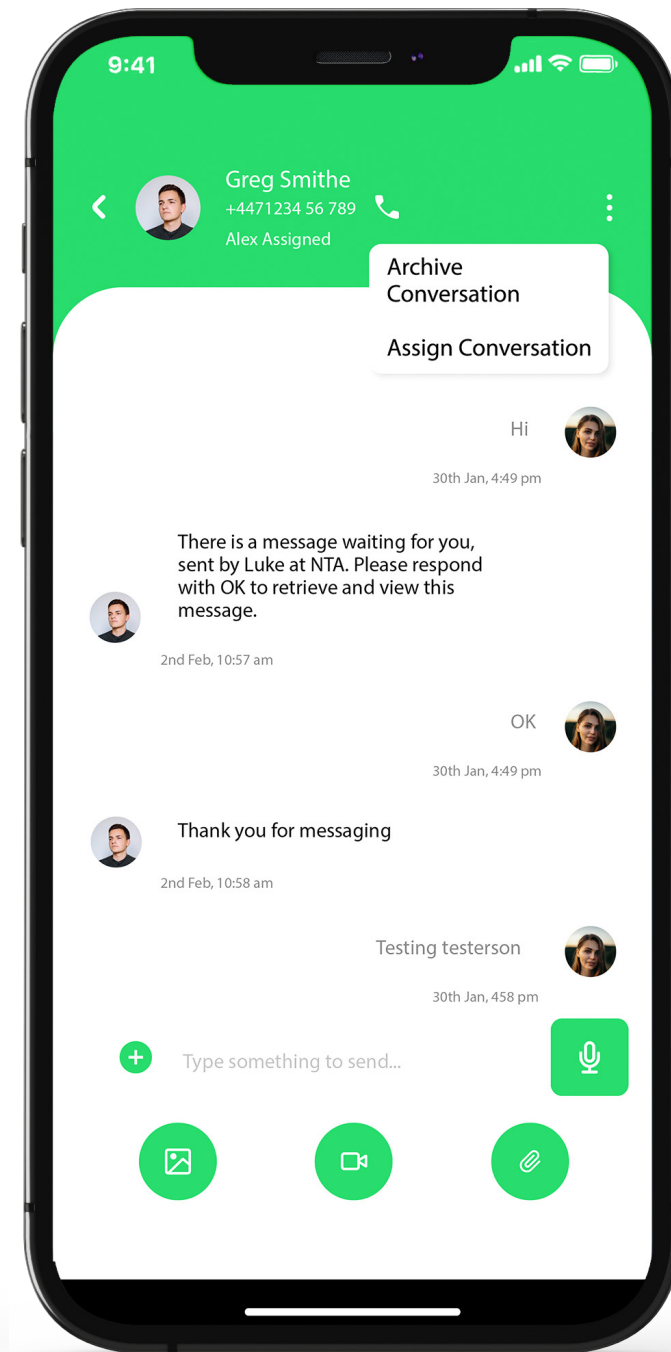 9:41
Greg Smithe
+4471234 56 789
Alex Assigned
Archive
Conversation
Assign Conversation
Hi
30th Jan, 4:49 pm
There is a message waiting for you,
sent by Luke at NTA. Please respond
with OK to retrieve and view this
message.
2nd Feb, 10:57 am
OK
30th Jan, 4:49 pm
Thank you for messaging
2nd Feb, 10:58 am
Testing testerson
30th Jan, 458 pm
Type something to send...